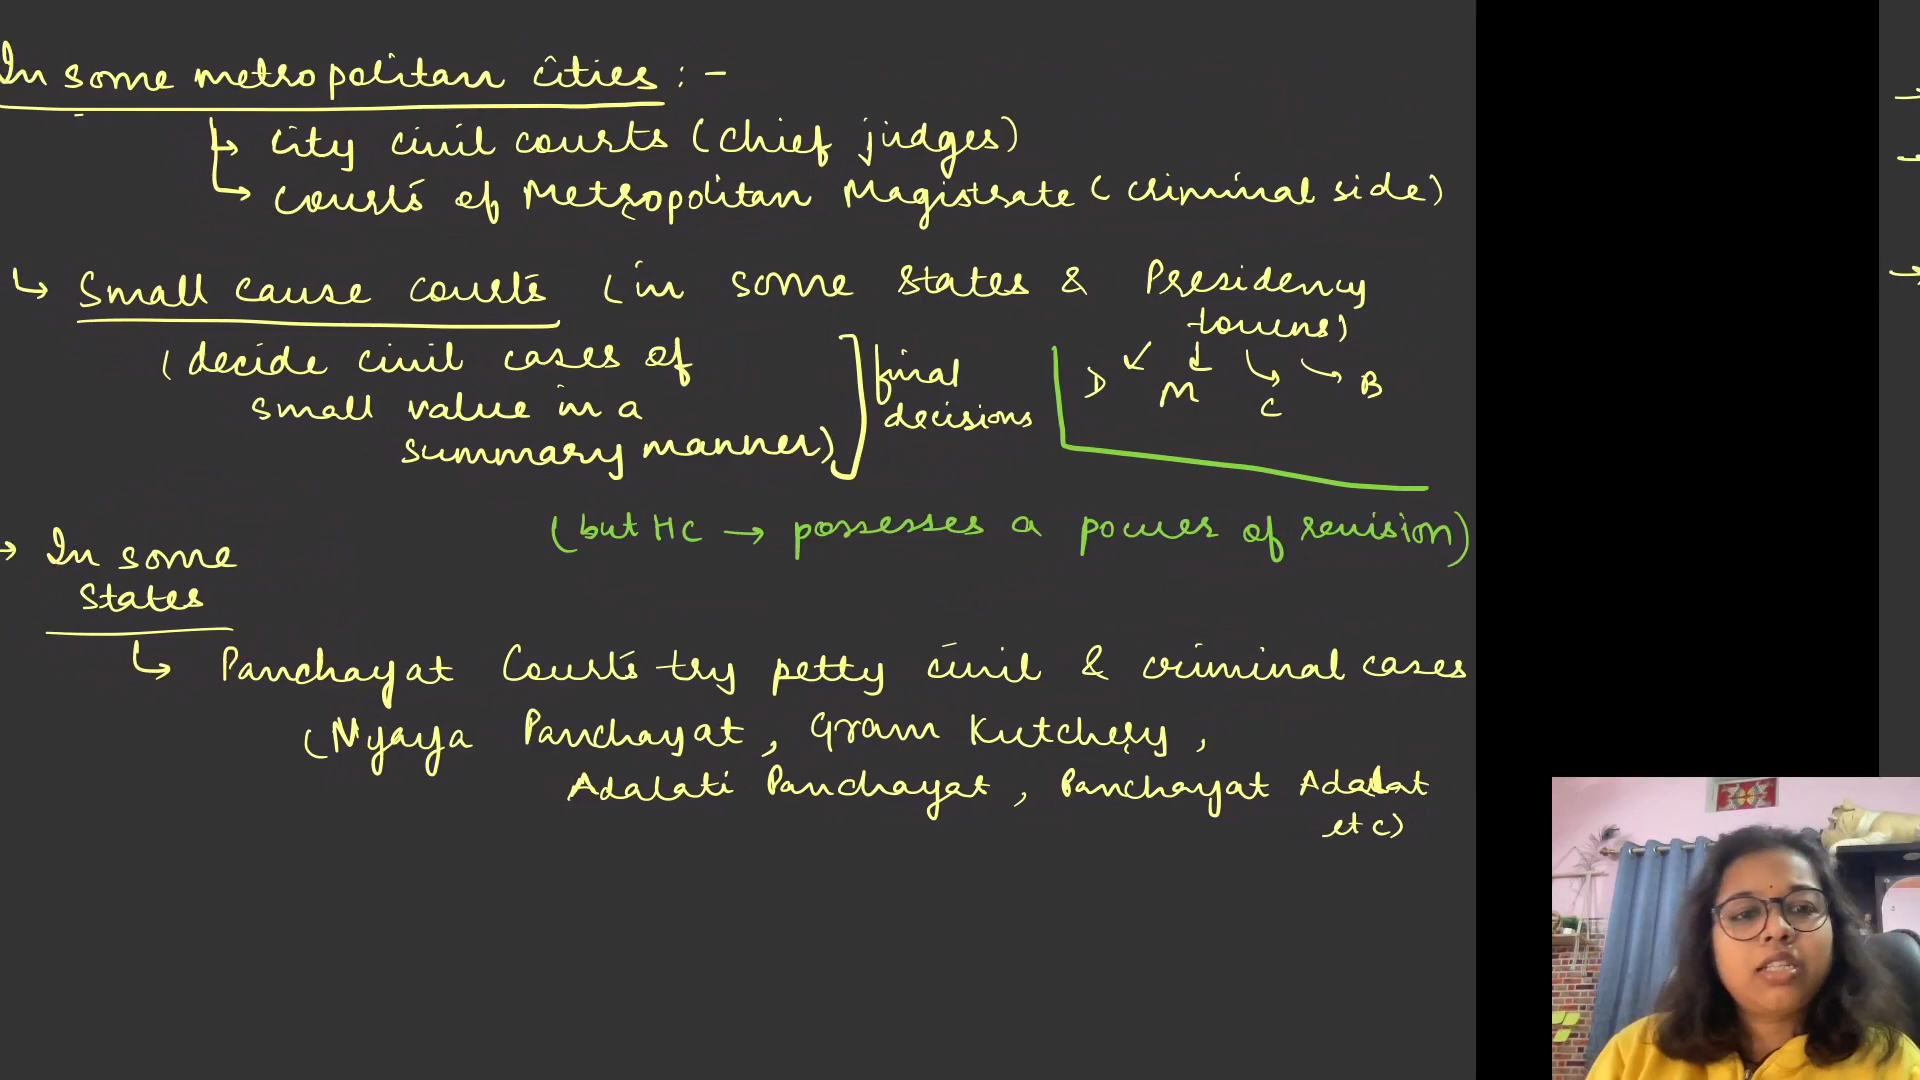 In some metropolitan cities :-
↳ City civil courts (chief judges)
↳ Courts of Metropolitan Magistrate (criminal side)
↳ Small cause courts (in some states & Presidency
towns)
(decide civil cases of
small value in a
summary manner)
final
decisions
D M C B
(but HC → possesses a power of revision)
→ In some
States
↳ Panchayat Courts try petty civil & criminal cases
(Nyaya Panchayat, Gram Kutchery,
Adalati Panchayat, Panchayat Adalat
etc)